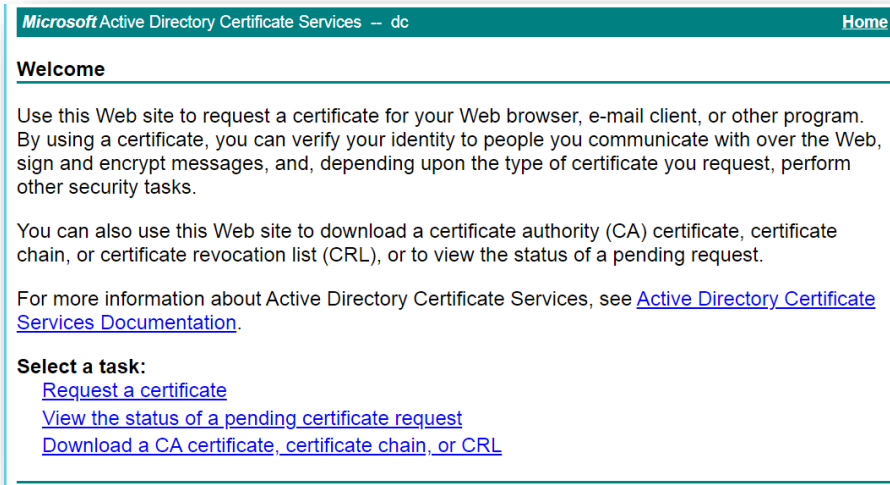 Microsoft Active Directory Certificate Services -- dc Home
Welcome
Use this Web site to request a certificate for your Web browser, e-mail client, or other program.
By using a certificate, you can verify your identity to people you communicate with over the Web,
sign and encrypt messages, and, depending upon the type of certificate you request, perform
other security tasks.
You can also use this Web site to download a certificate authority (CA) certificate, certificate
chain, or certificate revocation list (CRL), or to view the status of a pending request.
For more information about Active Directory Certificate Services, see Active Directory Certificate
Services Documentation.
Select a task:
Request a certificate
View the status of a pending certificate request
Download a CA certificate, certificate chain, or CRL